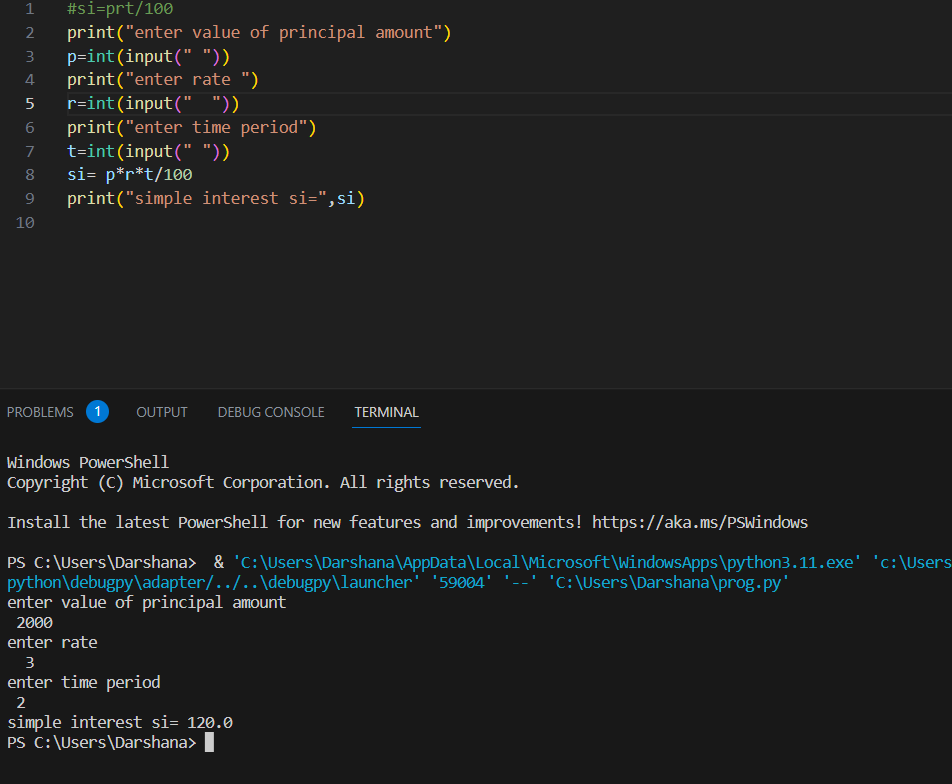 1 #si=prt/100
2 print("enter value of principal amount")
3 p=int(input(" "))
4 print("enter rate ")
5 r=int(input("  "))
6 print("enter time period")
7 t=int(input(" "))
8 si= p*r*t/100
9 print("simple interest si=",si)
10
PROBLEMS 1 OUTPUT DEBUG CONSOLE TERMINAL
Windows PowerShell
Copyright (C) Microsoft Corporation. All rights reserved.
Install the latest PowerShell for new features and improvements! https://aka.ms/PSWindows
PS C:\Users\Darshana>  & 'C:\Users\Darshana\AppData\Local\Microsoft\WindowsApps\python3.11.exe' 'c:\Users
python\debugpy\adapter/../..\debugpy\launcher' '59004' '--' 'C:\Users\Darshana\prog.py'
enter value of principal amount
 2000
enter rate
  3
enter time period
 2
simple interest si= 120.0
PS C:\Users\Darshana>